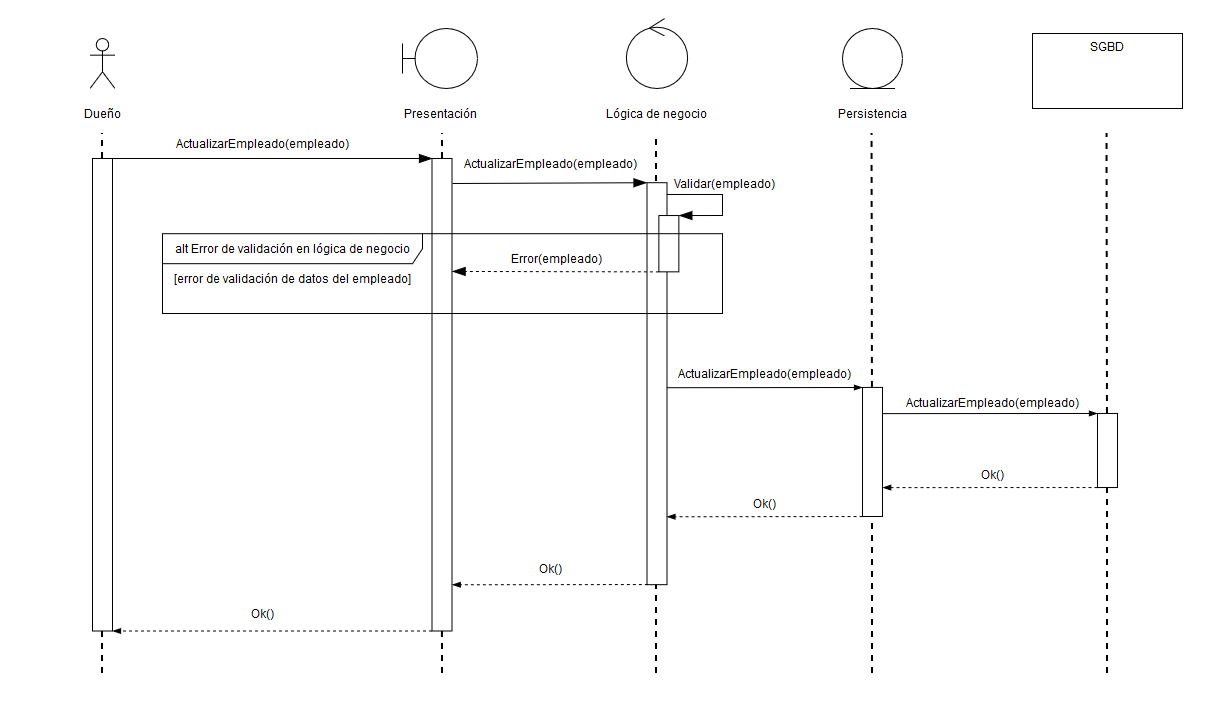 SGBD
Dueño
Presentación
Lógica de negocio
Persistencia
ActualizarEmpleado(empleado)
ActualizarEmpleado(empleado)
Validar(empleado)
alt Error de validación en lógica de negocio
Error(empleado)
[error de validación de datos del empleado]
ActualizarEmpleado(empleado)
ActualizarEmpleado(empleado)
Ok()
Ok()
Ok()
Ok()